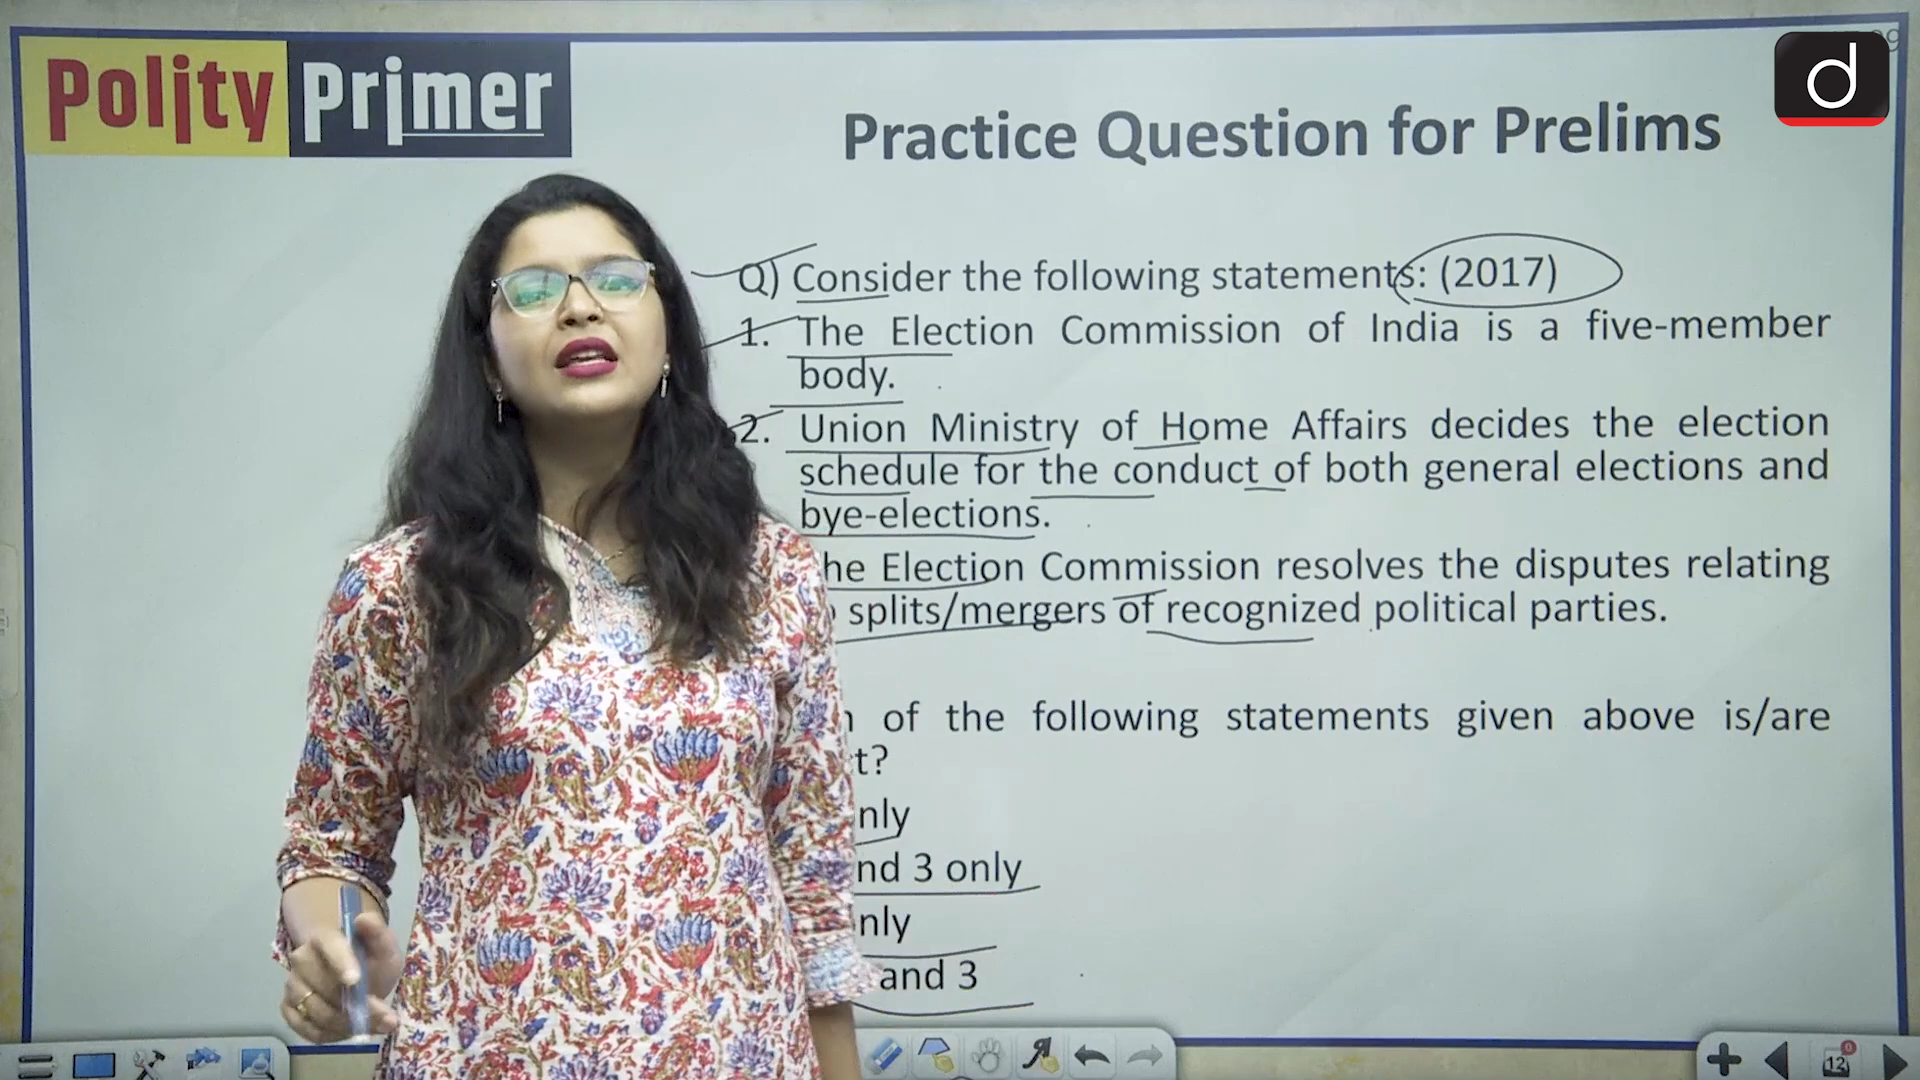 Polity Primer
d
Practice Question for Prelims
Q) Consider the following statements: (2017)
1. The Election Commission of India is a five-member
body.
2. Union Ministry of Home Affairs decides the election
schedule for the conduct of both general elections and
bye-elections.
he Election Commission resolves the disputes relating
splits/mergers of recognized political parties.
of the following statements given above is/are
t?
nly
nd 3 only
nly
and 3
12